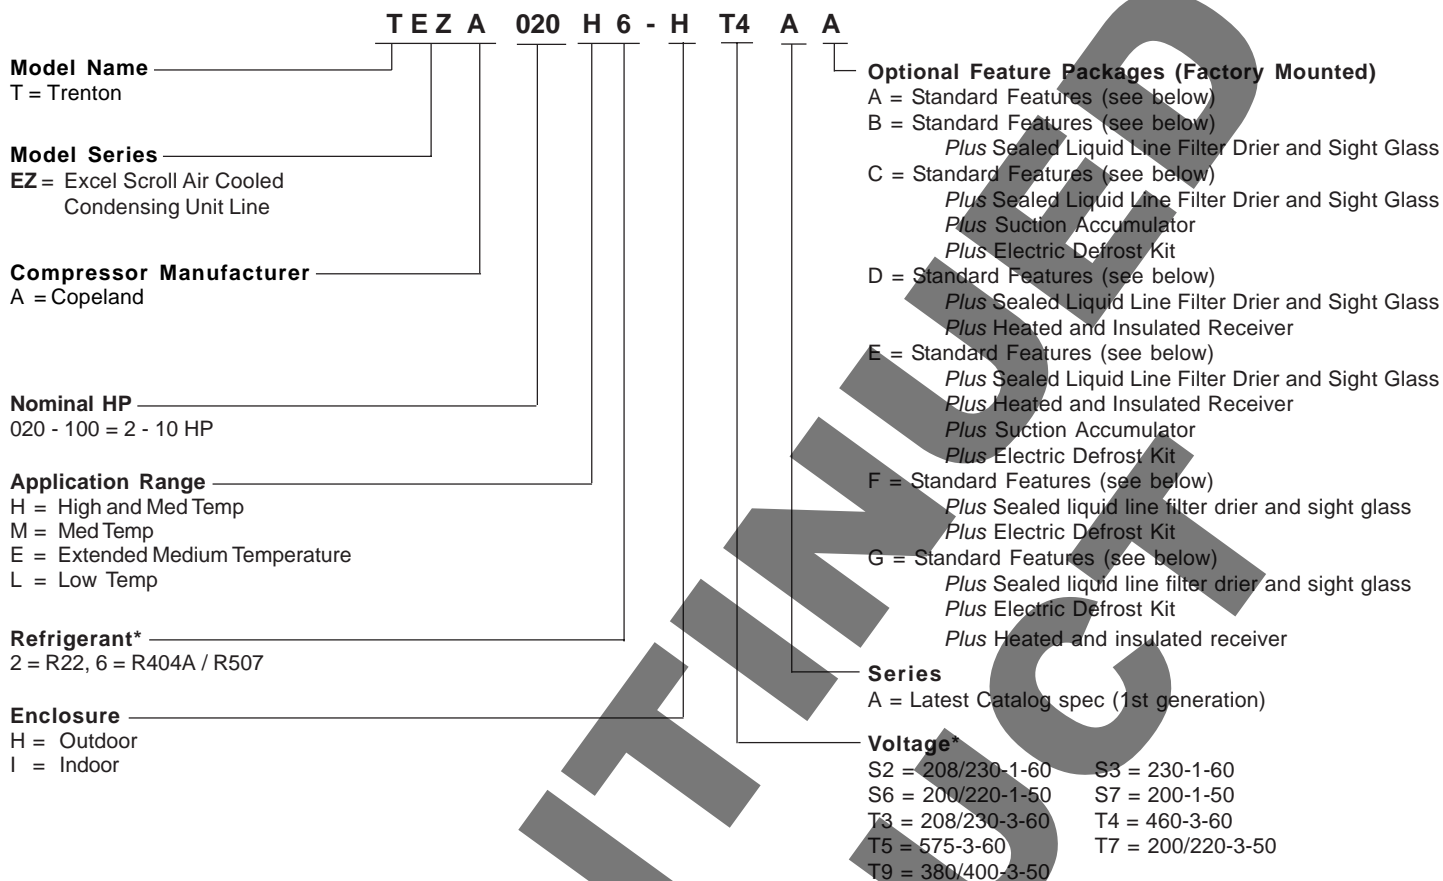 T E Z A 020 H 6 - H T4 A A
Model Name
T = Trenton
Model Series
EZ = Excel Scroll Air Cooled
Condensing Unit Line
Compressor Manufacturer
A = Copeland
Nominal HP
020 - 100 = 2 - 10 HP
Application Range
H = High and Med Temp
M = Med Temp
E = Extended Medium Temperature
L = Low Temp
Refrigerant*
2 = R22, 6 = R404A / R507
Enclosure
H = Outdoor
I = Indoor
Optional Feature Packages (Factory Mounted)
A = Standard Features (see below)
B = Standard Features (see below)
Plus Sealed Liquid Line Filter Drier and Sight Glass
C = Standard Features (see below)
Plus Sealed Liquid Line Filter Drier and Sight Glass
Plus Suction Accumulator
Plus Electric Defrost Kit
D = Standard Features (see below)
Plus Sealed Liquid Line Filter Drier and Sight Glass
Plus Heated and Insulated Receiver
E = Standard Features (see below)
Plus Sealed Liquid Line Filter Drier and Sight Glass
Plus Heated and Insulated Receiver
Plus Suction Accumulator
Plus Electric Defrost Kit
F = Standard Features (see below)
Plus Sealed liquid line filter drier and sight glass
Plus Electric Defrost Kit
G = Standard Features (see below)
Plus Sealed liquid line filter drier and sight glass
Plus Electric Defrost Kit
Plus Heated and insulated receiver
Series
A = Latest Catalog spec (1st generation)
Voltage*
S2 = 208/230-1-60 S3 = 230-1-60
S6 = 200/220-1-50 S7 = 200-1-50
T3 = 208/230-3-60 T4 = 460-3-60
T5 = 575-3-60 T7 = 200/220-3-50
T9 = 380/400-3-50
NTINUED
UCT